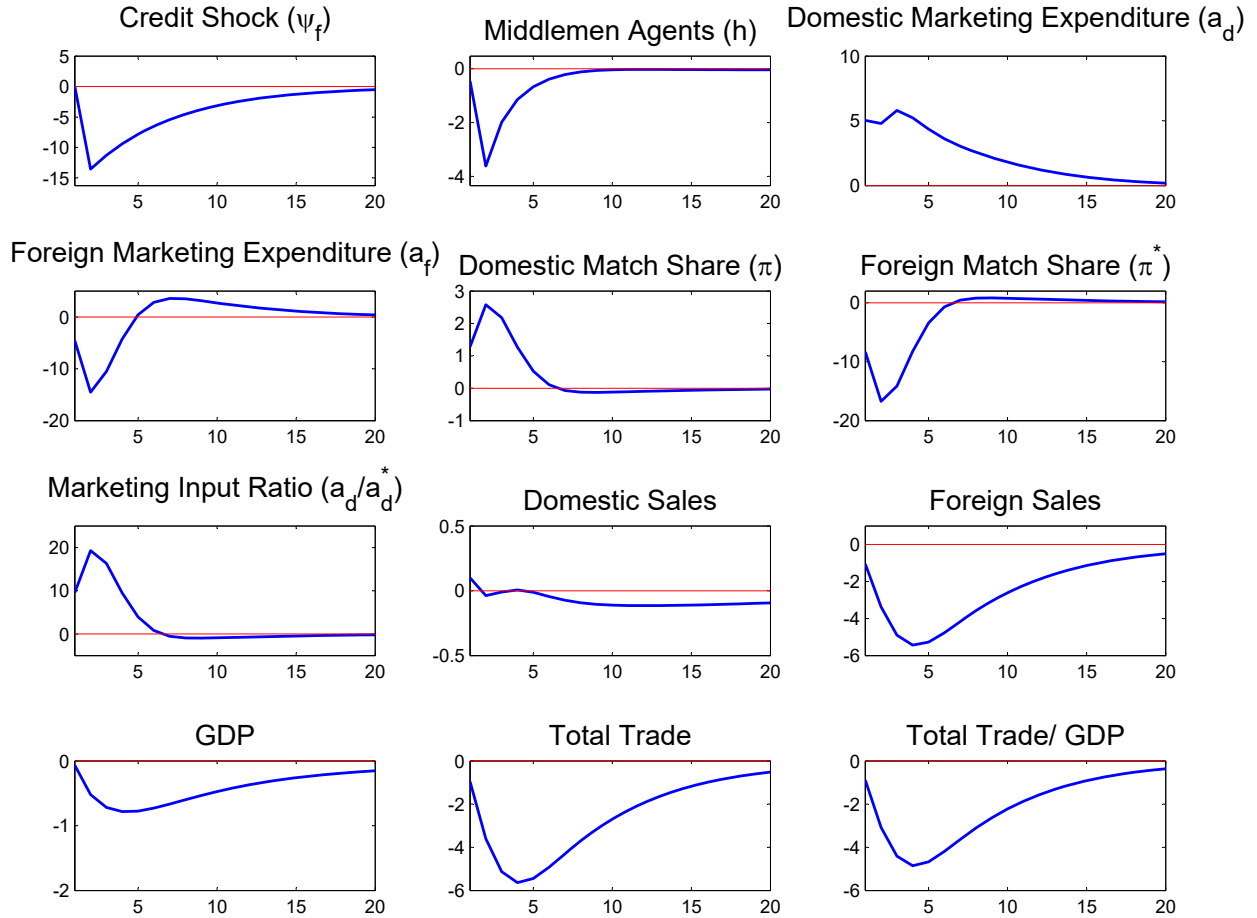 Credit Shock (ψ_f)
5
0
-5
-10
-15
5 10 15 20
Middlemen Agents (h)
0
-2
-4
5 10 15 20
Domestic Marketing Expenditure (a_d)
10
5
0
5 10 15 20
Foreign Marketing Expenditure (a_f)
0
-10
-20
5 10 15 20
Domestic Match Share (π)
3
2
1
0
-1
5 10 15 20
Foreign Match Share (π*)
0
-10
-20
5 10 15 20
Marketing Input Ratio (a_d/a_d*)
20
10
0
5 10 15 20
Domestic Sales
0.5
0
-0.5
5 10 15 20
Foreign Sales
0
-2
-4
-6
5 10 15 20
GDP
0
-1
-2
5 10 15 20
Total Trade
0
-2
-4
-6
5 10 15 20
Total Trade/ GDP
0
-2
-4
-6
5 10 15 20